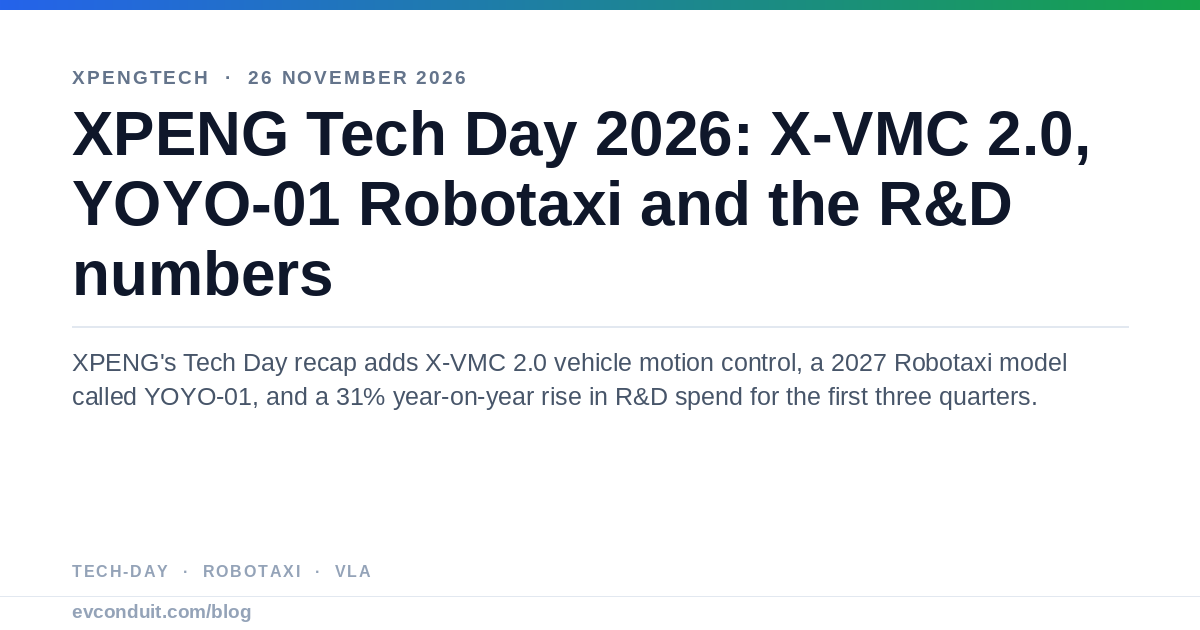 XPENGTECH · 26 NOVEMBER 2026
XPENG Tech Day 2026: X-VMC 2.0,
YOYO-01 Robotaxi and the R&D
numbers
XPENG's Tech Day recap adds X-VMC 2.0 vehicle motion control, a 2027 Robotaxi model
called YOYO-01, and a 31% year-on-year rise in R&D spend for the first three quarters.
TECH-DAY · ROBOTAXI · VLA
evconduit.com/blog